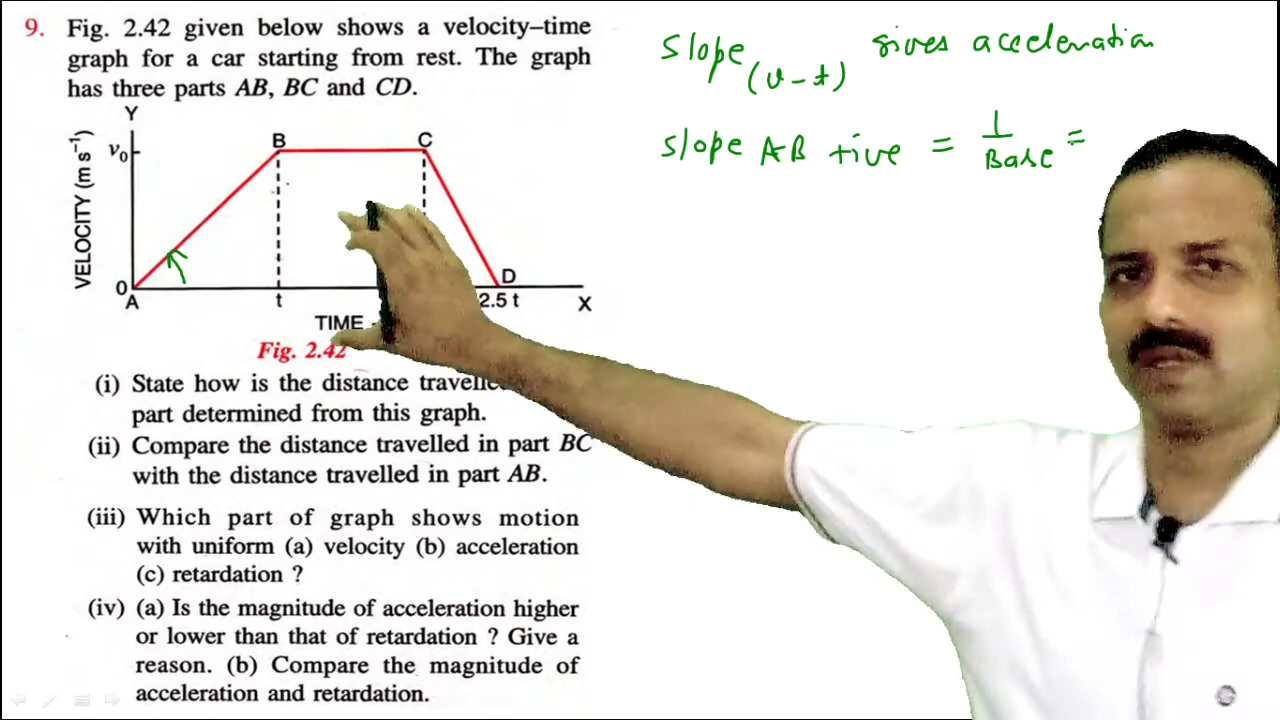 9. Fig. 2.42 given below shows a velocity–time
graph for a car starting from rest. The graph
has three parts AB, BC and CD.
Y
B
C
v₀
VELOCITY (m s⁻¹)
0
A
t
D
2.5 t
X
TIME
Fig. 2.42
(i) State how is the distance
part determined from this graph.
(ii) Compare the distance travelled in part BC
with the distance travelled in part AB.
(iii) Which part of graph shows motion
with uniform (a) velocity (b) acceleration
(c) retardation ?
(iv) (a) Is the magnitude of acceleration higher
or lower than that of retardation ? Give a
reason. (b) Compare the magnitude of
acceleration and retardation.
Slope (v-t) gives acceleration
Slope AB +ive = 1/Base =